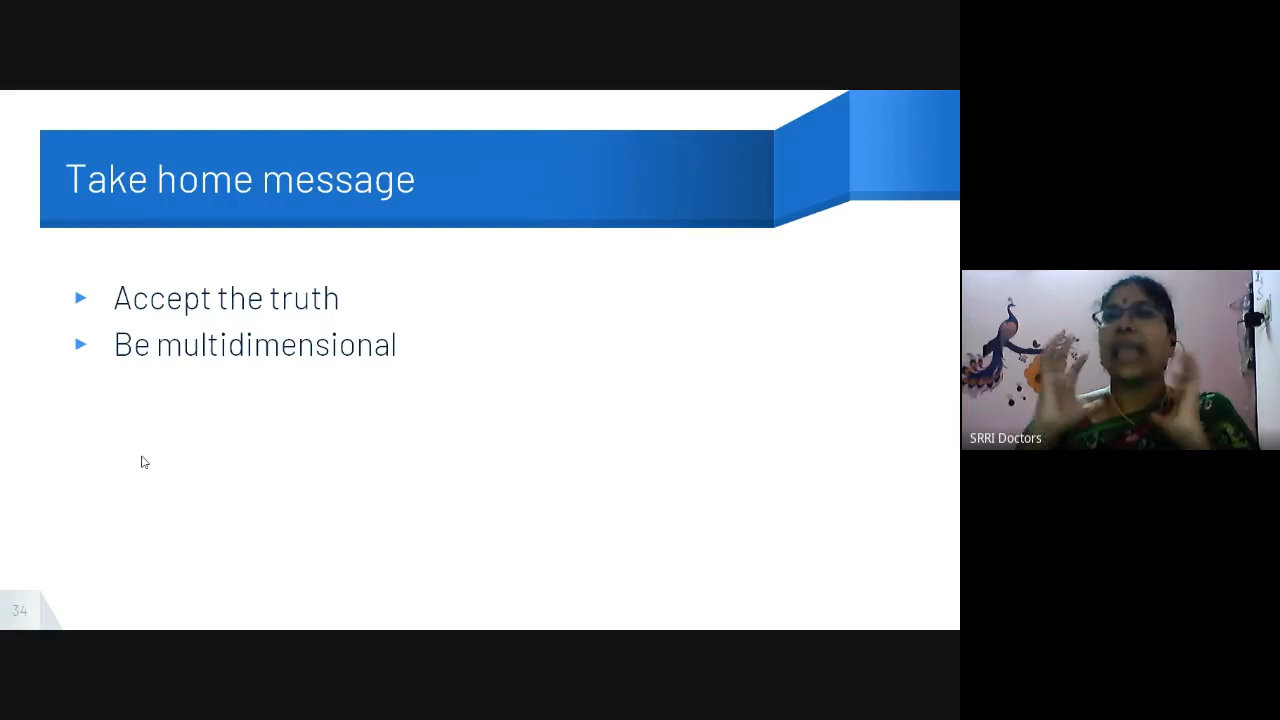 Take home message
Accept the truth
Be multidimensional
34
SRRI Doctors